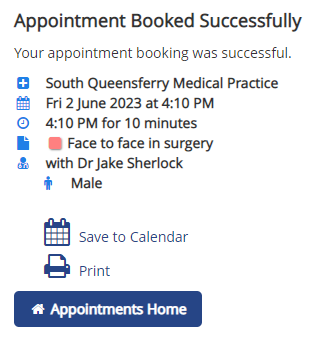 Appointment Booked Successfully
Your appointment booking was successful.
South Queensferry Medical Practice
Fri 2 June 2023 at 4:10 PM
4:10 PM for 10 minutes
Face to face in surgery
with Dr Jake Sherlock
Male
Save to Calendar
Print
Appointments Home